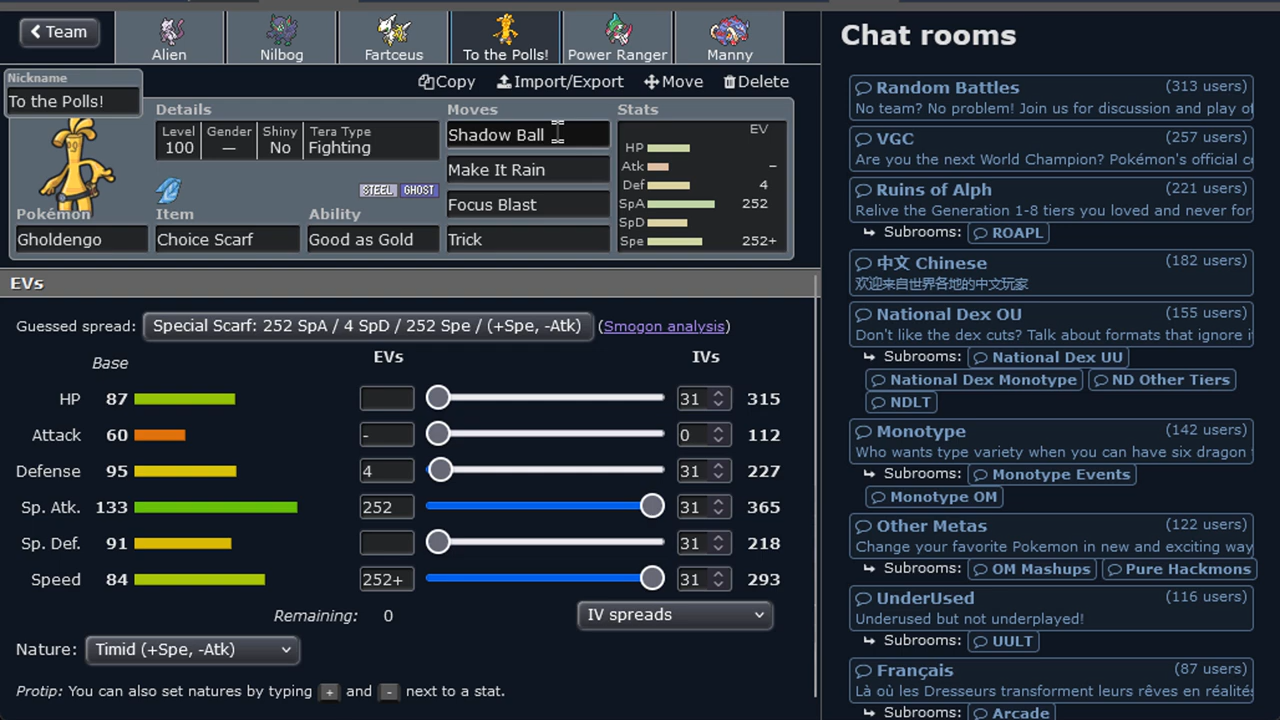 Team
Alien
Nilbog
Fartceus
To the Polls!
Power Ranger
Manny
Copy
Import/Export
Move
Delete
Nickname
To the Polls!
Details
Level
100
Gender
—
Shiny
No
Tera Type
Fighting
STEEL GHOST
Pokémon
Gholdengo
Item
Choice Scarf
Ability
Good as Gold
Moves
Shadow Ball
Make It Rain
Focus Blast
Trick
Stats
EV
HP
Atk –
Def 4
SpA 252
SpD
Spe 252+
EVs
Guessed spread: Special Scarf: 252 SpA / 4 SpD / 252 Spe / (+Spe, -Atk) (Smogon analysis)
Base EVs IVs
HP 87 31 315
Attack 60 - 0 112
Defense 95 4 31 227
Sp. Atk. 133 252 31 365
Sp. Def. 91 31 218
Speed 84 252+ 31 293
Remaining: 0
IV spreads
Nature: Timid (+Spe, -Atk)
Protip: You can also set natures by typing + and - next to a stat.
Chat rooms
Random Battles (313 users)
No team? No problem! Join us for discussion and play of
VGC (257 users)
Are you the next World Champion? Pokémon's official c
Ruins of Alph (221 users)
Relive the Generation 1-8 tiers you loved and never for
Subrooms: ROAPL
中文 Chinese (182 users)
欢迎来自世界各地的中文玩家
National Dex OU (155 users)
Don't like the dex cuts? Talk about formats that ignore i
Subrooms: National Dex UU
National Dex Monotype ND Other Tiers
NDLT
Monotype (142 users)
Who wants type variety when you can have six dragon
Subrooms: Monotype Events
Monotype OM
Other Metas (122 users)
Change your favorite Pokemon in new and exciting way
Subrooms: OM Mashups Pure Hackmons
UnderUsed (116 users)
Underused but not underplayed!
Subrooms: UULT
Français (87 users)
Là où les Dresseurs transforment leurs rêves en réalité
Subrooms: Arcade